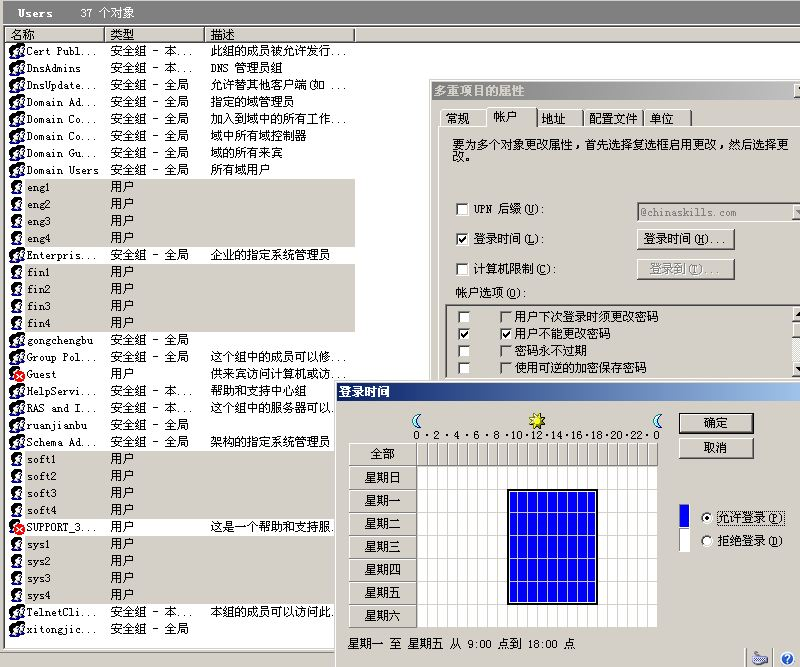 Users 37 个对象
名称 类型 描述
Cert Publ... 安全组 - 本... 此组的成员被允许发行...
DnsAdmins 安全组 - 本... DNS 管理员组
DnsUpdate... 安全组 - 全局 允许替其他客户端(如 ...
Domain Ad... 安全组 - 全局 指定的域管理员
Domain Co... 安全组 - 全局 加入到域中的所有工作...
Domain Co... 安全组 - 全局 域中所有域控制器
Domain Gu... 安全组 - 全局 域的所有来宾
Domain Users 安全组 - 全局 所有域用户
eng1 用户
eng2 用户
eng3 用户
eng4 用户
Enterpris... 安全组 - 全局 企业的指定系统管理员
fin1 用户
fin2 用户
fin3 用户
fin4 用户
gongchengbu 安全组 - 全局
Group Pol... 安全组 - 全局 这个组中的成员可以修...
Guest 用户 供来宾访问计算机或访...
HelpServi... 安全组 - 本... 帮助和支持中心组
RAS and I... 安全组 - 本... 这个组中的服务器可以
ruanjianbu 安全组 - 全局
Schema Ad... 安全组 - 全局 架构的指定系统管理员
soft1 用户
soft2 用户
soft3 用户
soft4 用户
SUPPORT_3... 用户 这是一个帮助和支持服
sys1 用户
sys2 用户
sys3 用户
sys4 用户
TelnetCli... 安全组 - 本... 本组的成员可以访问此
xitongjic... 安全组 - 全局
多重项目的属性
常规 帐户 地址 配置文件 单位
要为多个对象更改属性，首先选择复选框启用更改，然后选择更
改。
UPN 后缀(U): @chinaskills.com
登录时间(L): 登录时间(H)...
计算机限制(C): 登录到(T)...
帐户选项(O):
用户下次登录时须更改密码
用户不能更改密码
密码永不过期
使用可逆的加密保存密码
登录时间
0 · 2 · 4 · 6 · 8 · 10 · 12 · 14 · 16 · 18 · 20 · 22 · 0
全部
星期日
星期一
星期二
星期三
星期四
星期五
星期六
确定
取消
允许登录(P)
拒绝登录(D)
星期一 至 星期五 从 9:00 点到 18:00 点